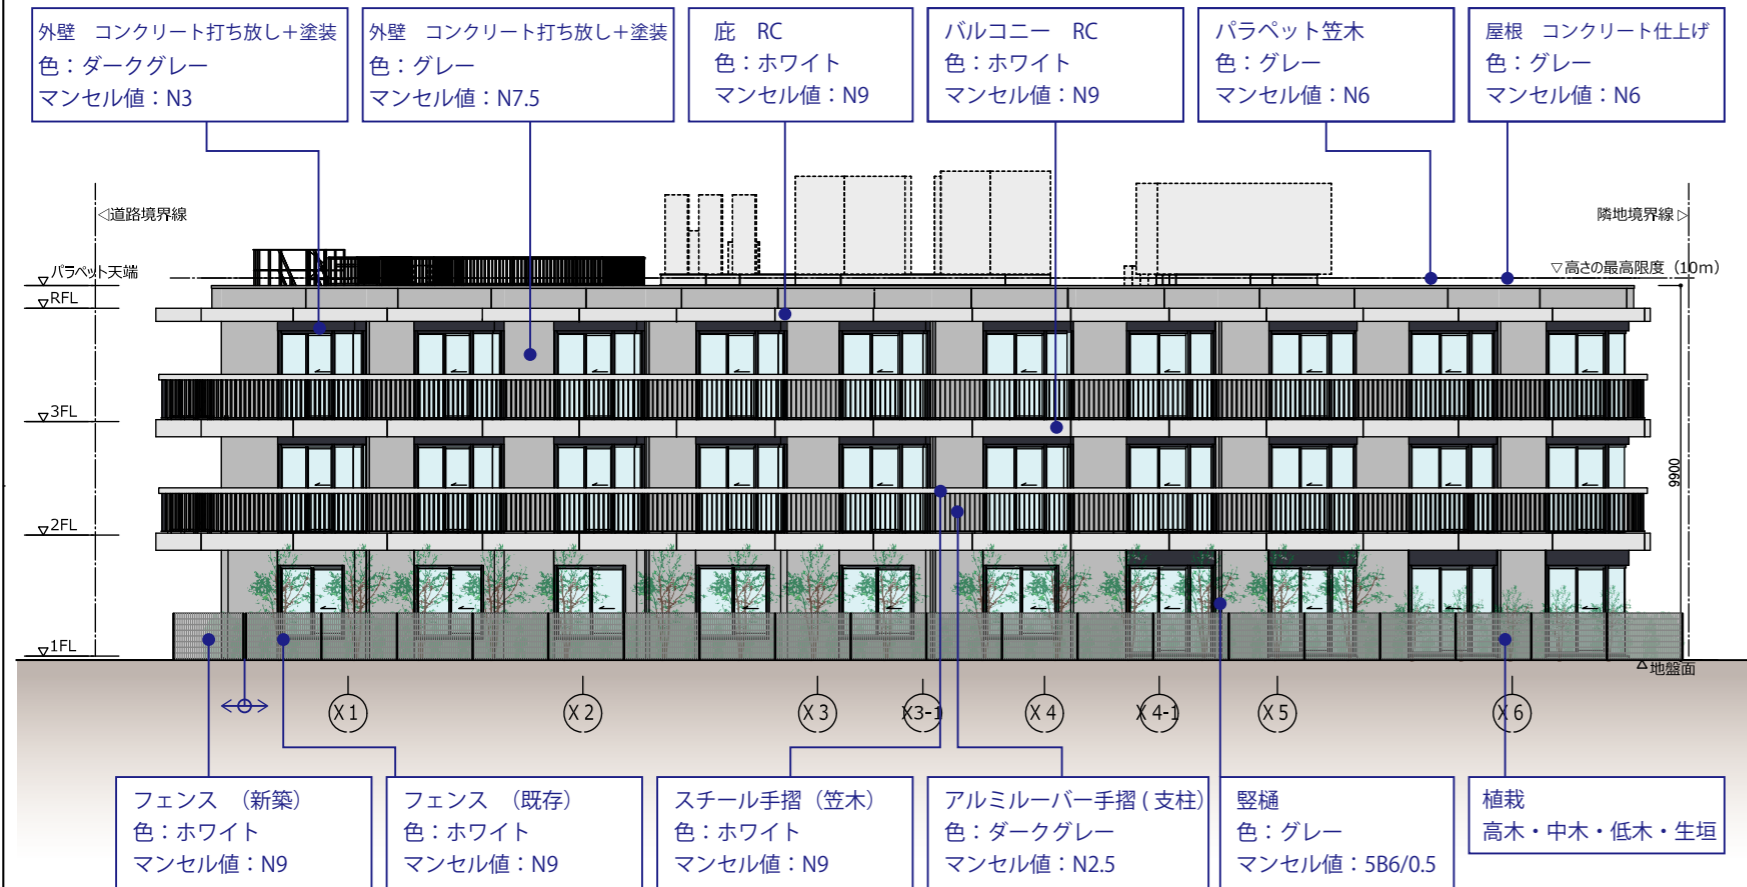 外壁　コンクリート打ち放し＋塗装
色：ダークグレー
マンセル値：N3
外壁　コンクリート打ち放し＋塗装
色：グレー
マンセル値：N7.5
庇　RC
色：ホワイト
マンセル値：N9
バルコニー　RC
色：ホワイト
マンセル値：N9
パラペット笠木
色：グレー
マンセル値：N6
屋根　コンクリート仕上げ
色：グレー
マンセル値：N6
◁道路境界線
隣地境界線▷
▽パラペット天端
▽高さの最高限度（10m）
▽RFL
▽3FL
9900
▽2FL
▽1FL
△地盤面
X1
X2
X3
X3-1
X4
X4-1
X5
X6
フェンス　（新築）
色：ホワイト
マンセル値：N9
フェンス　（既存）
色：ホワイト
マンセル値：N9
スチール手摺（笠木）
色：ホワイト
マンセル値：N9
アルミルーバー手摺 ( 支柱)
色：ダークグレー
マンセル値：N2.5
竪樋
色：グレー
マンセル値：5B6/0.5
植栽
高木・中木・低木・生垣